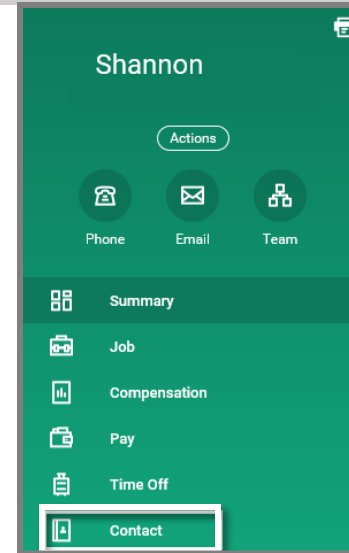 Shannon
Actions
Phone Email Team
Summary
Job
Compensation
Pay
Time Off
Contact